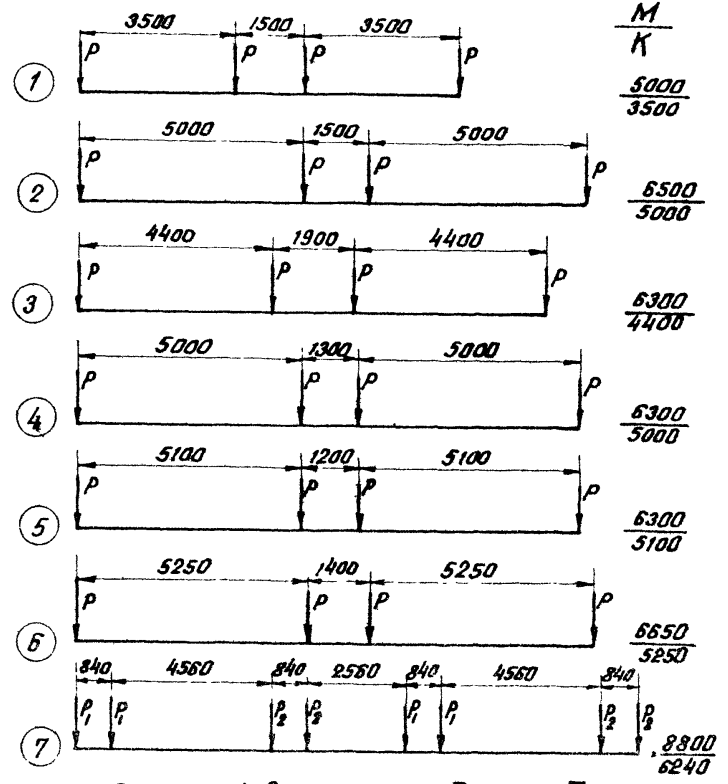 3500 1500 3500 M
K
P P P P
1 5000
3500
5000 1500 5000
P P P P
2 6500
5000
4400 1900 4400
P P P P
3 6300
4400
5000 1300 5000
P P P P
4 6300
5000
5100 1200 5100
P P P P
5 6300
5100
5250 1400 5250
P P P P
6 6650
5250
840 4560 840 2560 840 4560 840
P₁ P₁ P₂ P₂ P₁ P₁ P₂ P₂
7 8800
6240